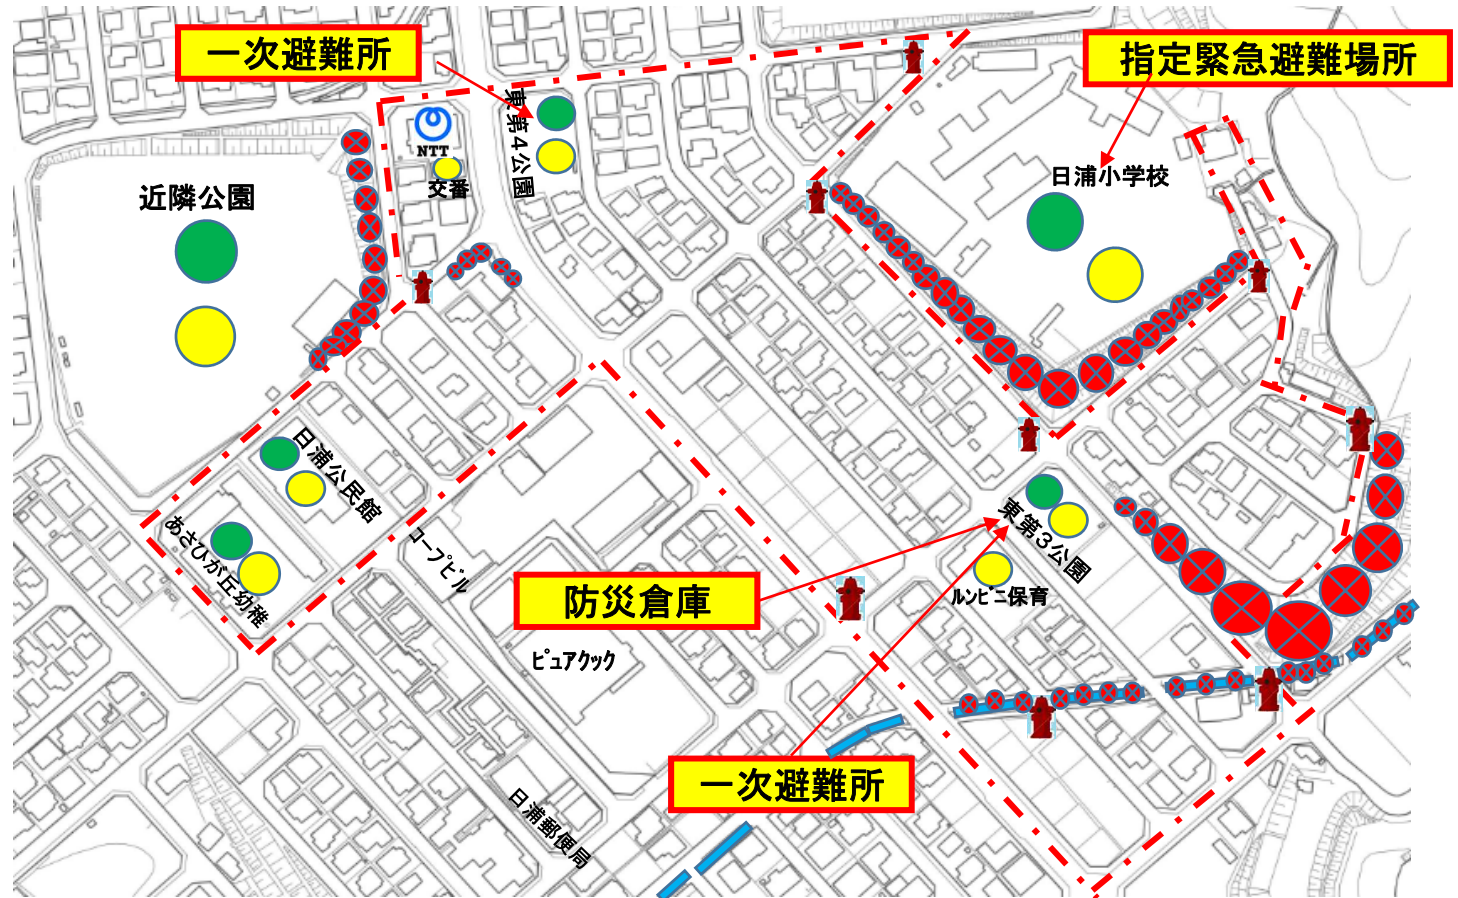 一次避難所
指定緊急避難場所
東第4公園
NTT
交番
近隣公園
日浦小学校
日浦公民館
あさひが丘幼稚
コープビル
東第3公園
防災倉庫
ルンビニ保育
ピュアクック
一次避難所
日浦郵便局